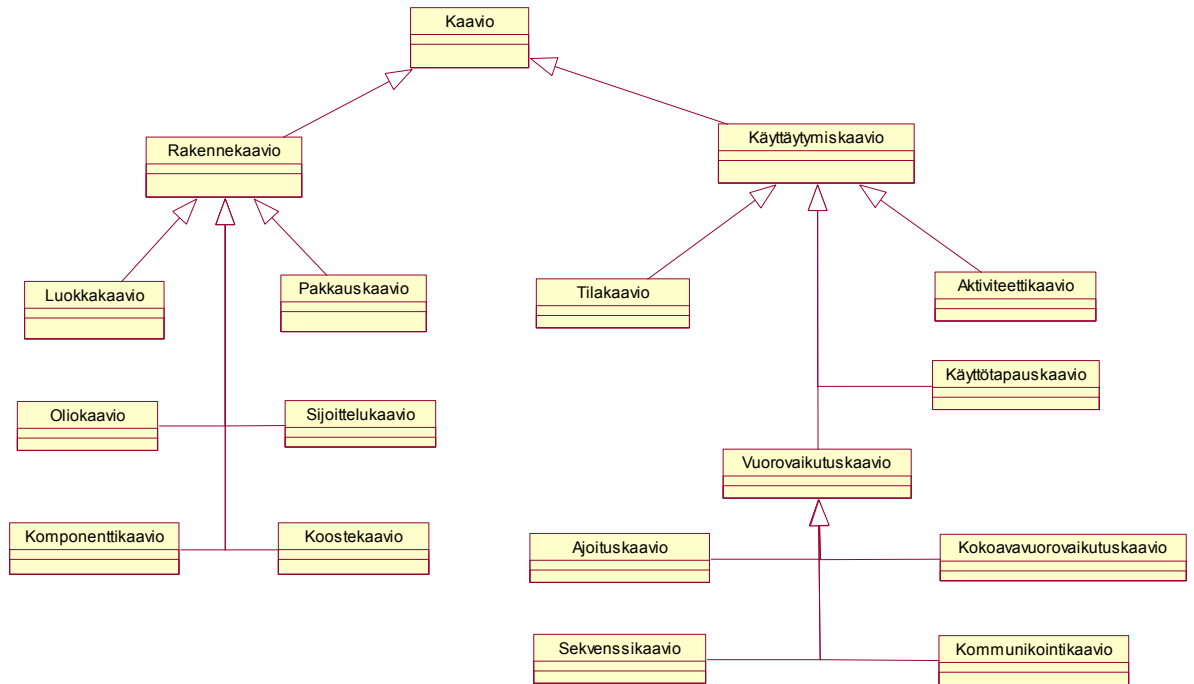 Kaavio
Rakennekaavio
Käyttäytymiskaavio
Luokkakaavio
Pakkauskaavio
Tilakaavio
Aktiviteettikaavio
Käyttötapauskaavio
Oliokaavio
Sijoittelukaavio
Vuorovaikutuskaavio
Komponenttikaavio
Koostekaavio
Ajoituskaavio
Kokoavavuorovaikutuskaavio
Sekvenssikaavio
Kommunikointikaavio